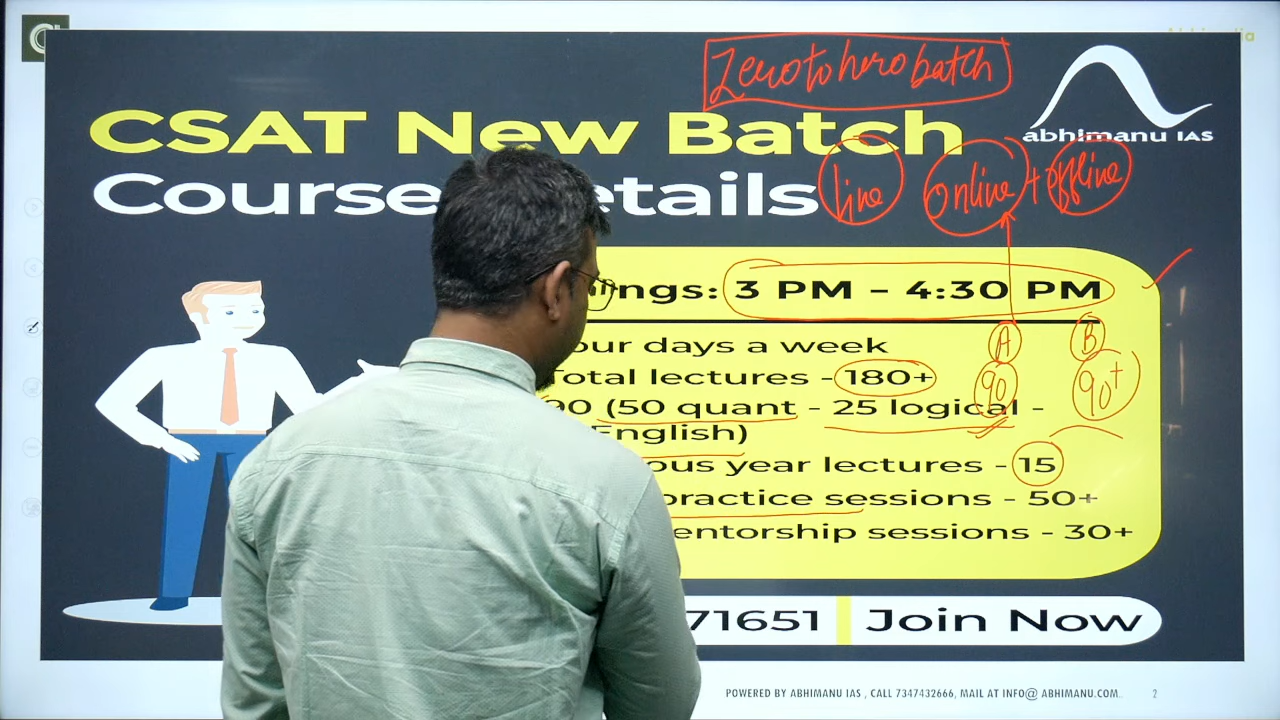 Zero to hero batch
abhimanu IAS
CSAT New Batch
Course etails
line online + offline
ngs: 3 PM – 4:30 PM
A B
our days a week
Total lectures - 180+
90 90+
90 (50 quant - 25 logical -
English)
ous year lectures - 15
practice sessions - 50+
entorship sessions - 30+
71651 Join Now
POWERED BY ABHIMANU IAS , CALL 7347432666, MAIL AT INFO@ ABHIMANU.COM. 2